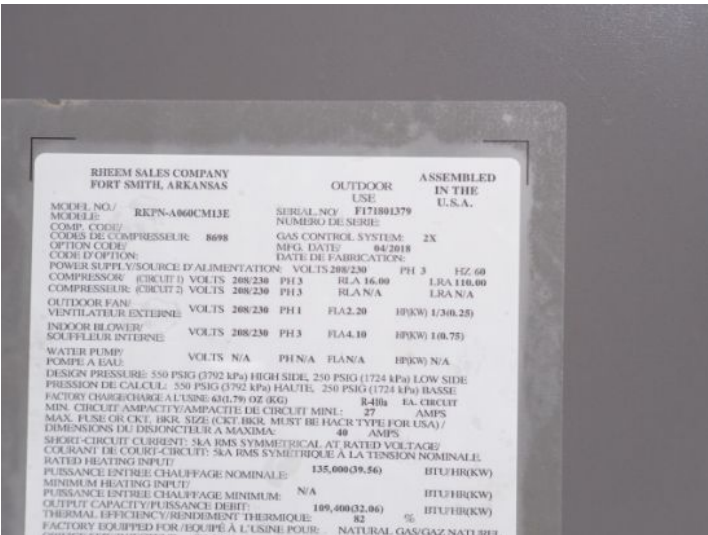 RHEEM SALES COMPANY
FORT SMITH, ARKANSAS
OUTDOOR
USE
ASSEMBLED
IN THE
U.S.A.
MODEL NO./
MODÈLE: RKPN-A060CM13E
SERIAL NO/ F171801379
NUMÉRO DE SERIE:
COMP. CODE/
CODES DE COMPRESSEUR: 8698
GAS CONTROL SYSTEM: 2X
OPTION CODE/
CODE D'OPTION:
MFG. DATE/ 04/2018
DATE DE FABRICATION:
POWER SUPPLY/SOURCE D'ALIMENTATION: VOLTS 208/230 PH 3 HZ 60
COMPRESSOR/ (CIRCUIT 1) VOLTS 208/230 PH 3 RLA 16.00 LRA 110.00
COMPRESSEUR: (CIRCUIT 2) VOLTS 208/230 PH 3 RLA N/A LRA N/A
OUTDOOR FAN/
VENTILATEUR EXTERNE: VOLTS 208/230 PH 1 FLA 2.20 HP(KW) 1/3(0.25)
INDOOR BLOWER/
SOUFFLEUR INTERNE: VOLTS 208/230 PH 3 FLA 4.10 HP(KW) 1(0.75)
WATER PUMP/
POMPE A EAU: VOLTS N/A PH N/A FLA N/A HP(KW) N/A
DESIGN PRESSURE: 550 PSIG (3792 kPa) HIGH SIDE, 250 PSIG (1724 kPa) LOW SIDE
PRESSION DE CALCUL: 550 PSIG (3792 kPa) HAUTE, 250 PSIG (1724 kPa) BASSE
FACTORY CHARGE/CHARGE A L'USINE: 63(1.79) OZ (KG) R-410a EA. CIRCUIT
MIN. CIRCUIT AMPACITY/AMPACITE DE CIRCUIT MINI.: 27 AMPS
MAX. FUSE OR CKT. BKR. SIZE (CKT. BKR. MUST BE HACR TYPE FOR USA) /
DIMENSIONS DU DISJONCTEUR A MAXIMA: 40 AMPS
SHORT-CIRCUIT CURRENT: 5kA RMS SYMMETRICAL AT RATED VOLTAGE/
COURANT DE COURT-CIRCUIT: 5kA RMS SYMETRIQUE À LA TENSION NOMINALE
RATED HEATING INPUT/
PUISSANCE ENTREE CHAUFFAGE NOMINALE: 135,000(39.56) BTU/HR(KW)
MINIMUM HEATING INPUT/
PUISSANCE ENTREE CHAUFFAGE MINIMUM: N/A BTU/HR(KW)
OUTPUT CAPACITY/PUISSANCE DEBIT: 109,400(32.06) BTU/HR(KW)
THERMAL EFFICIENCY/RENDEMENT THERMIQUE: 82 %
FACTORY EQUIPPED FOR/EQUIPÉ À L'USINE POUR: NATURAL GAS/GAZ NATUREL